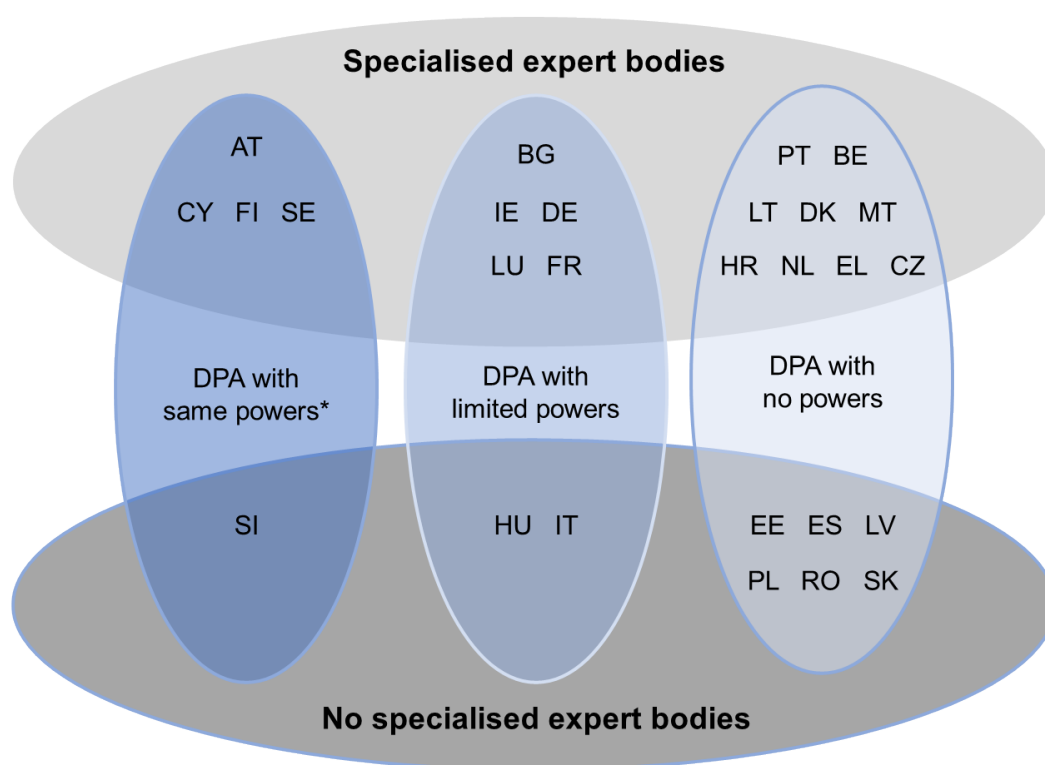 Specialised expert bodies
AT
CY FI SE
BG
IE DE
LU FR
PT BE
LT DK MT
HR NL EL CZ
DPA with
same powers*
DPA with
limited powers
DPA with
no powers
SI
HU IT
EE ES LV
PL RO SK
No specialised expert bodies